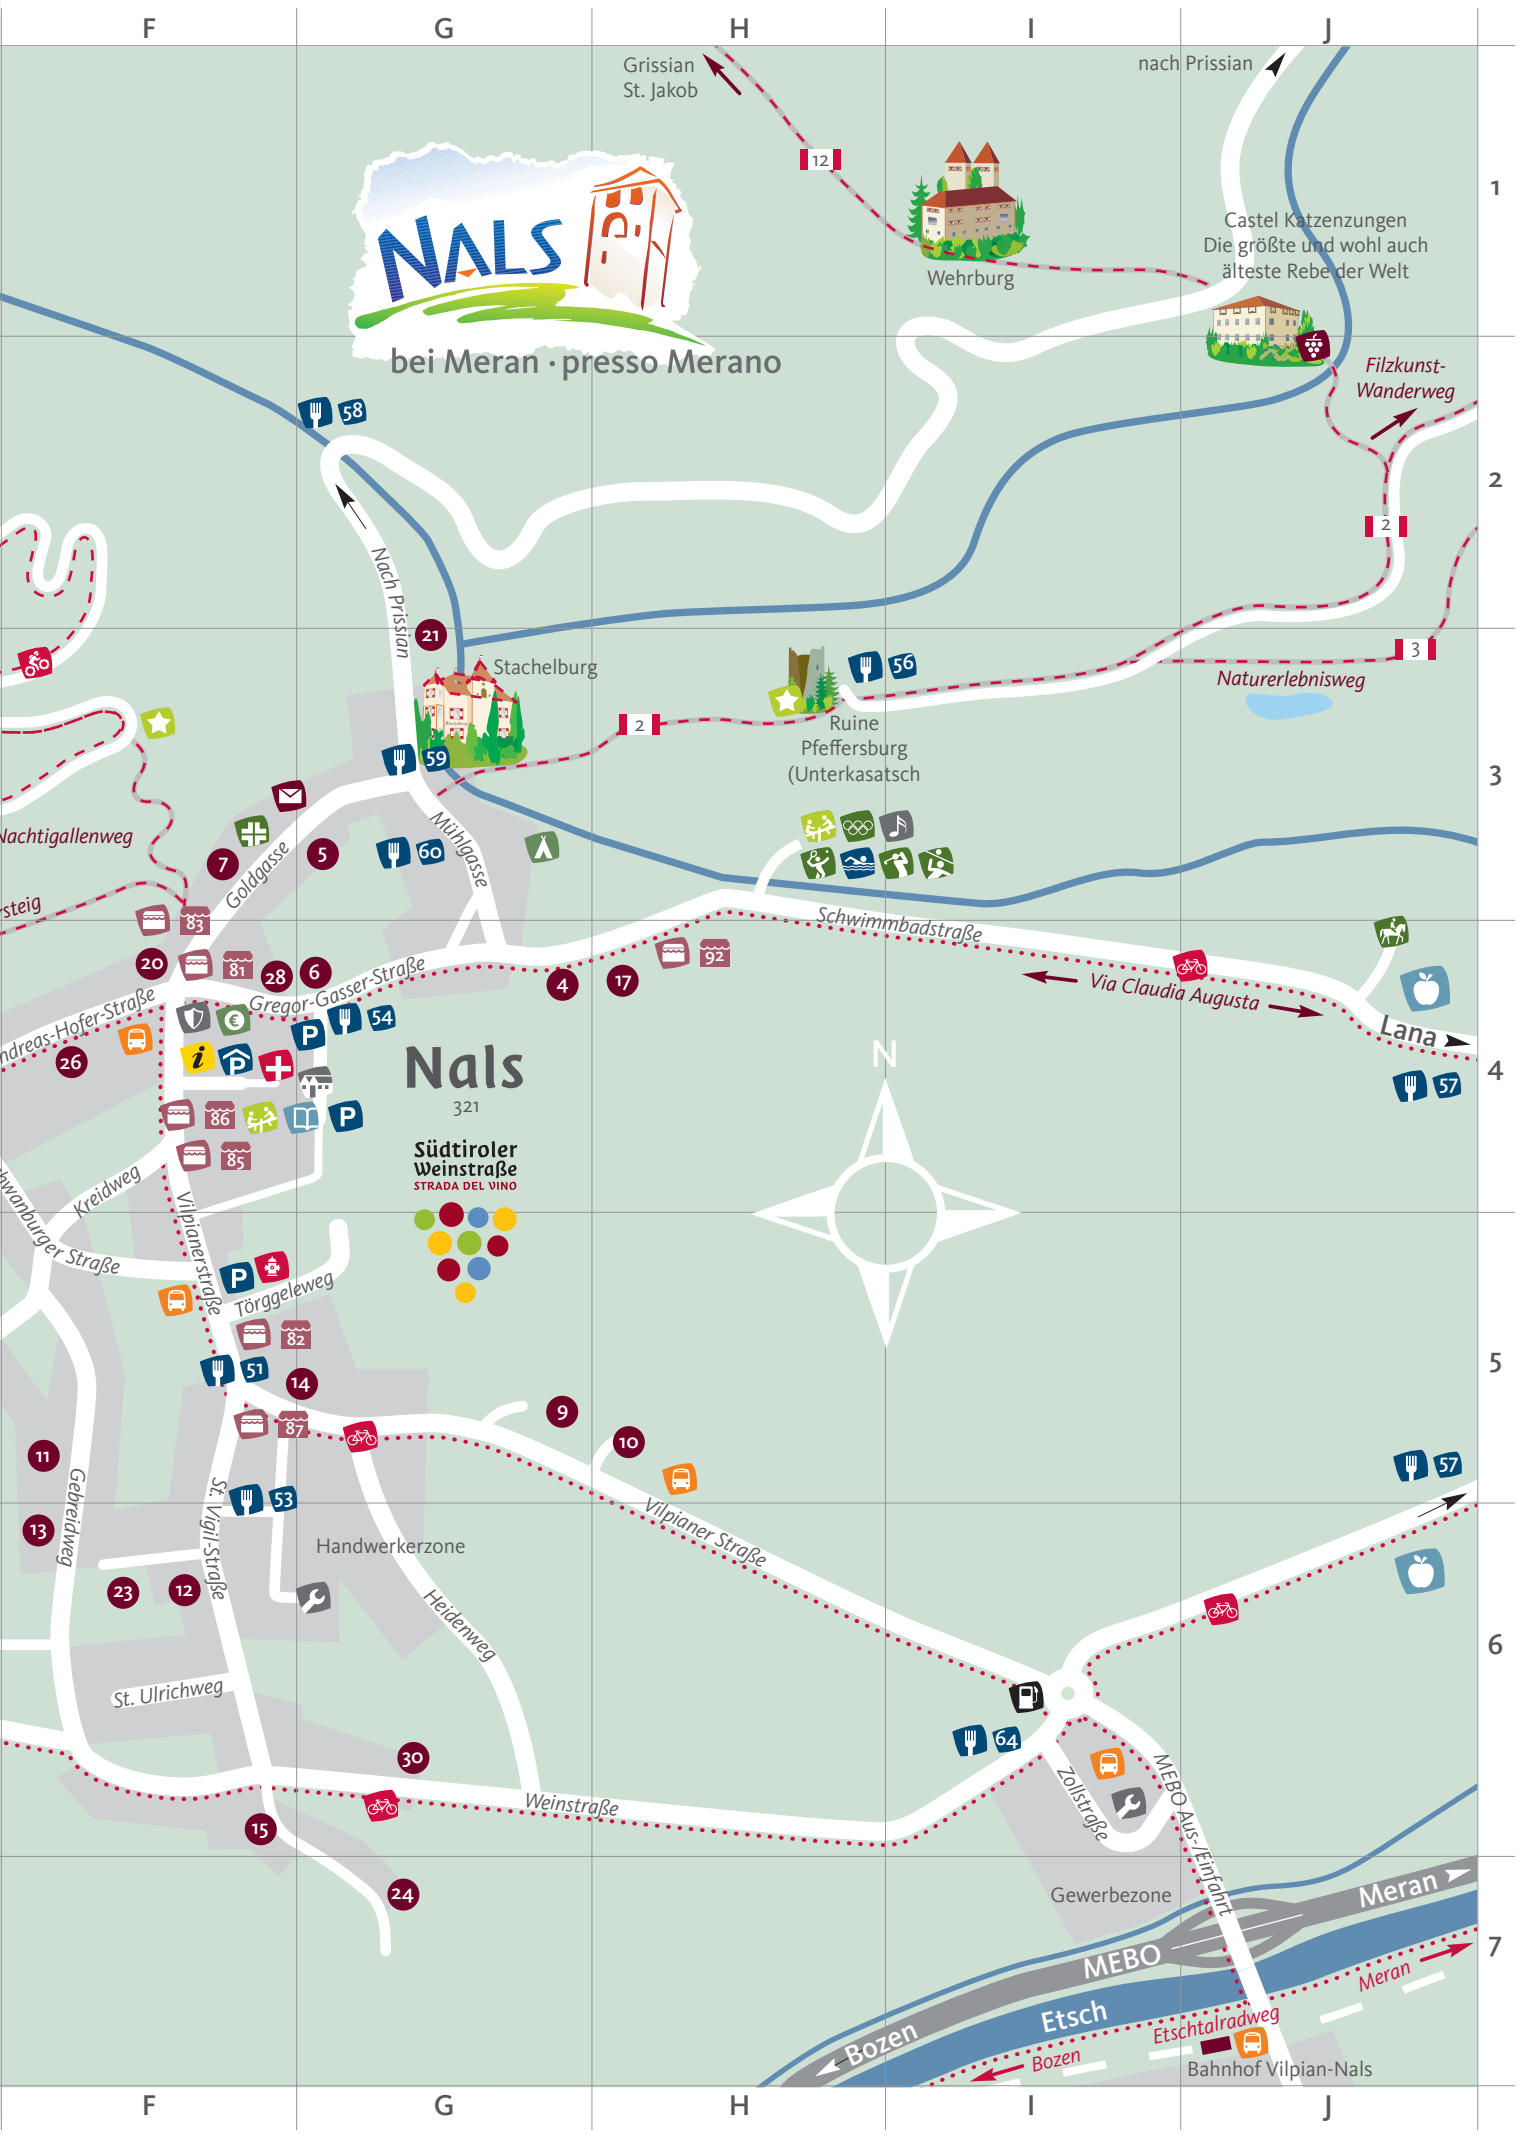 F G H I J
Grissian
St. Jakob
nach Prissian
12
1
NALS
bei Meran · presso Merano
Wehrburg
Castel Katzenzungen
Die größte und wohl auch
älteste Rebe der Welt
Filzkunst-
Wanderweg
58
2
2
Nach Prissian
21
Stachelburg
56
3
Naturerlebnisweg
2
Ruine
Pfeffersburg
(Unterkasatsch
59
3
Nachtigallenweg
7
Goldgasse
5
60
Mühlgasse
rsteig
83
Schwimmbadstraße
20
81
28
6
Gregor-Gasser-Straße
4
17
92
Via Claudia Augusta
Lana
ndreas-Hofer-Straße
26
€
i
P
P
54
Nals
321
57
4
86
P
85
Südtiroler
Weinstraße
STRADA DEL VINO
N
Kreidweg
hwanburger Straße
Vilpianerstraße
P
Törggeleweg
82
51
14
5
87
9
10
11
57
Gebreidweg
St. Vigil-Straße
53
13
Handwerkerzone
Vilpianer Straße
23
12
Heidenweg
6
St. Ulrichweg
64
30
Zollstraße
MEBO Aus-/Einfahrt
Weinstraße
15
24
Gewerbezone
Meran
7
MEBO
Meran
Etsch
Etschtalradweg
Bozen
Bozen
Bahnhof Vilpian-Nals
F G H I J